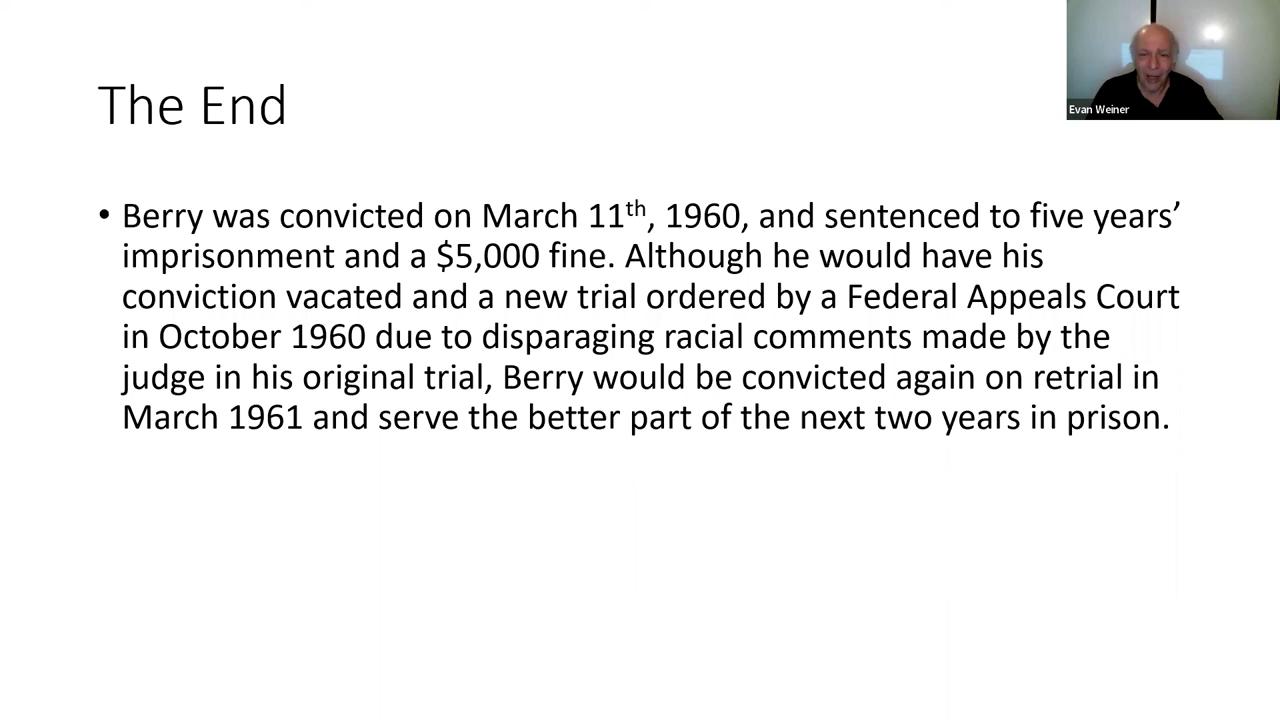 The End
Evan Weiner
• Berry was convicted on March 11th, 1960, and sentenced to five years’
imprisonment and a $5,000 fine. Although he would have his
conviction vacated and a new trial ordered by a Federal Appeals Court
in October 1960 due to disparaging racial comments made by the
judge in his original trial, Berry would be convicted again on retrial in
March 1961 and serve the better part of the next two years in prison.